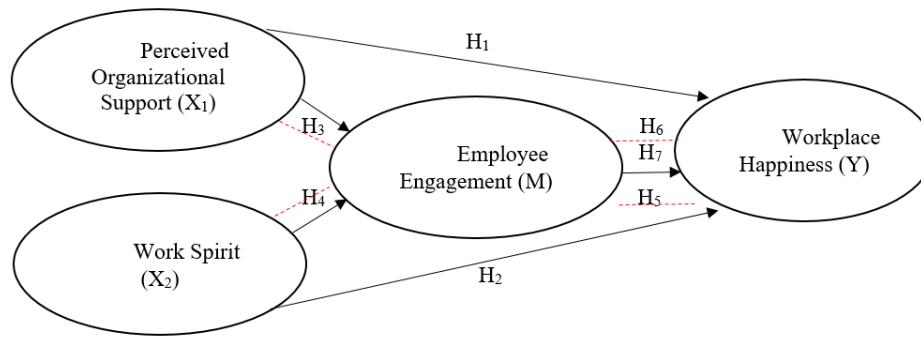 Perceived
Organizational
Support (X₁)
H₁
H₃
Employee
Engagement (M)
H₆
H₇
H₅
Workplace
Happiness (Y)
H₄
Work Spirit
(X₂)
H₂